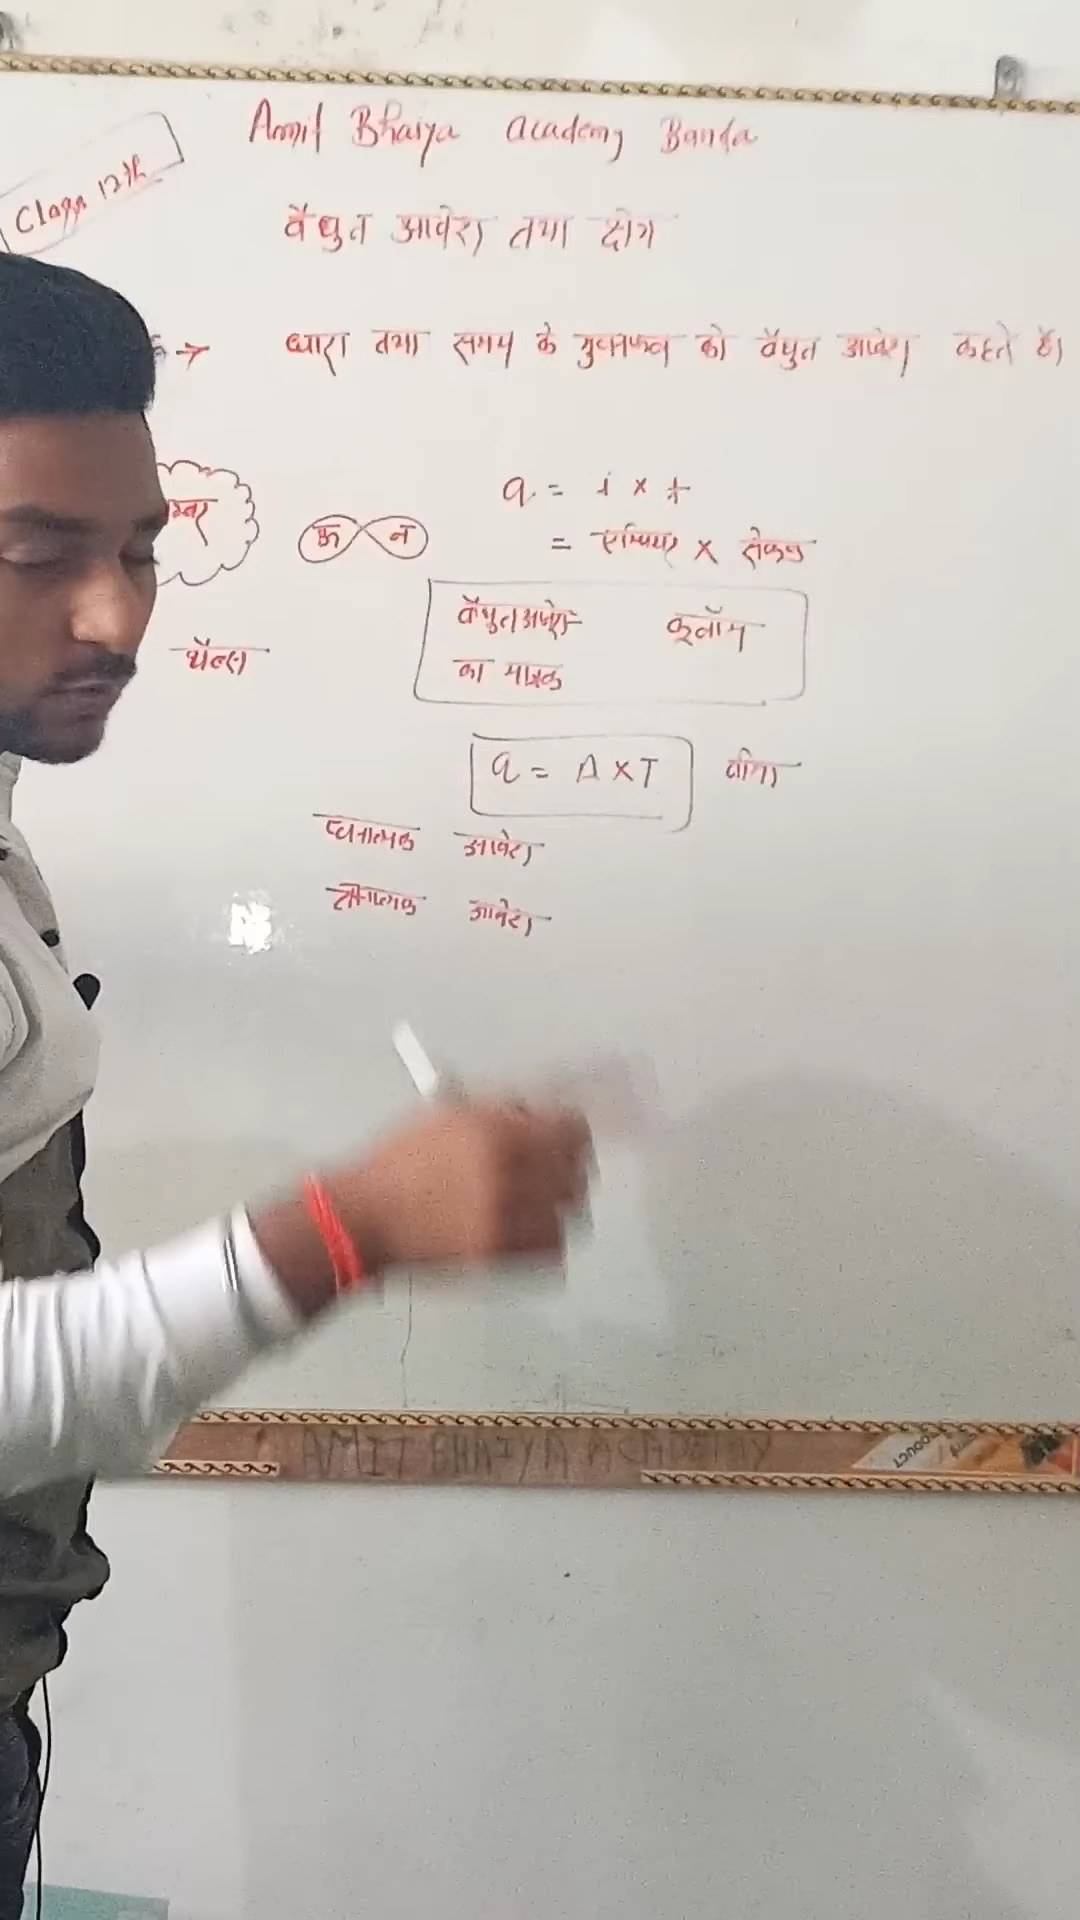 Amit Bhaiya academy Banda
Class 12th
वैधुत आवेश तथा क्षेत्र
→ धारा तथा समय के गुणनफल को वैधुत आवेश कहते है।
q = i × t
= एम्पियर × सेकण्ड
ऋ न
थैल्स
वैधुत आवेश कूलॉम
का मात्रक
q = A × T वीमा
धनात्मक आवेश
ऋणात्मक आवेश
AMIT BHAIYA ACADEMY
PRODUCT